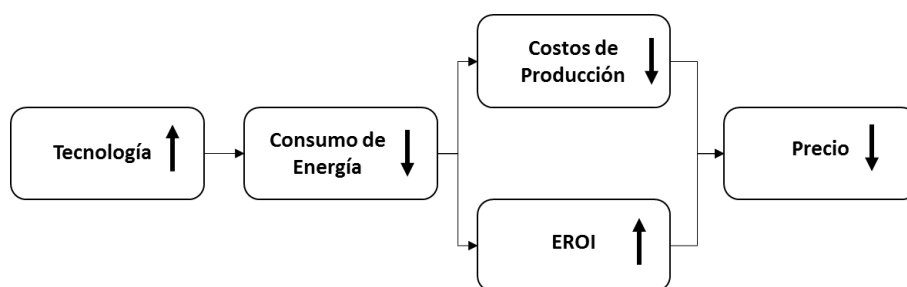 Tecnología
Consumo de
Energía
Costos de
Producción
EROI
Precio